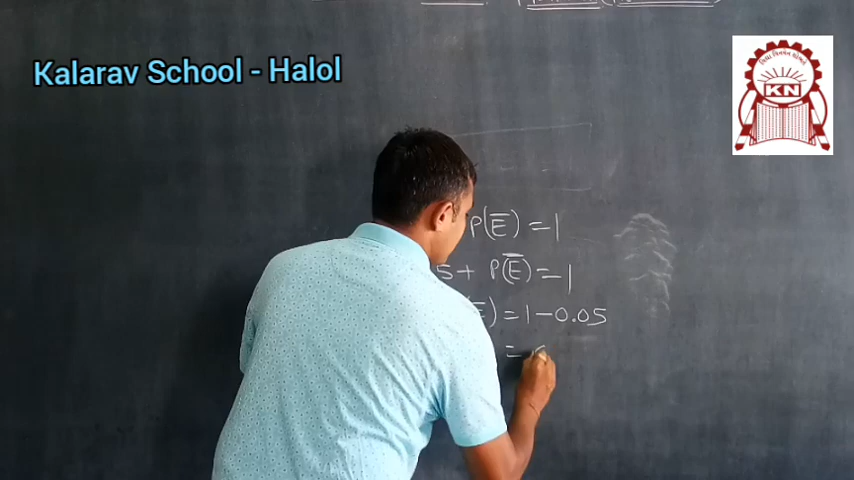 Kalarav School - Halol
KN
P(E̅) = 1
5 + P(E̅) = 1
E̅) = 1 - 0.05
=